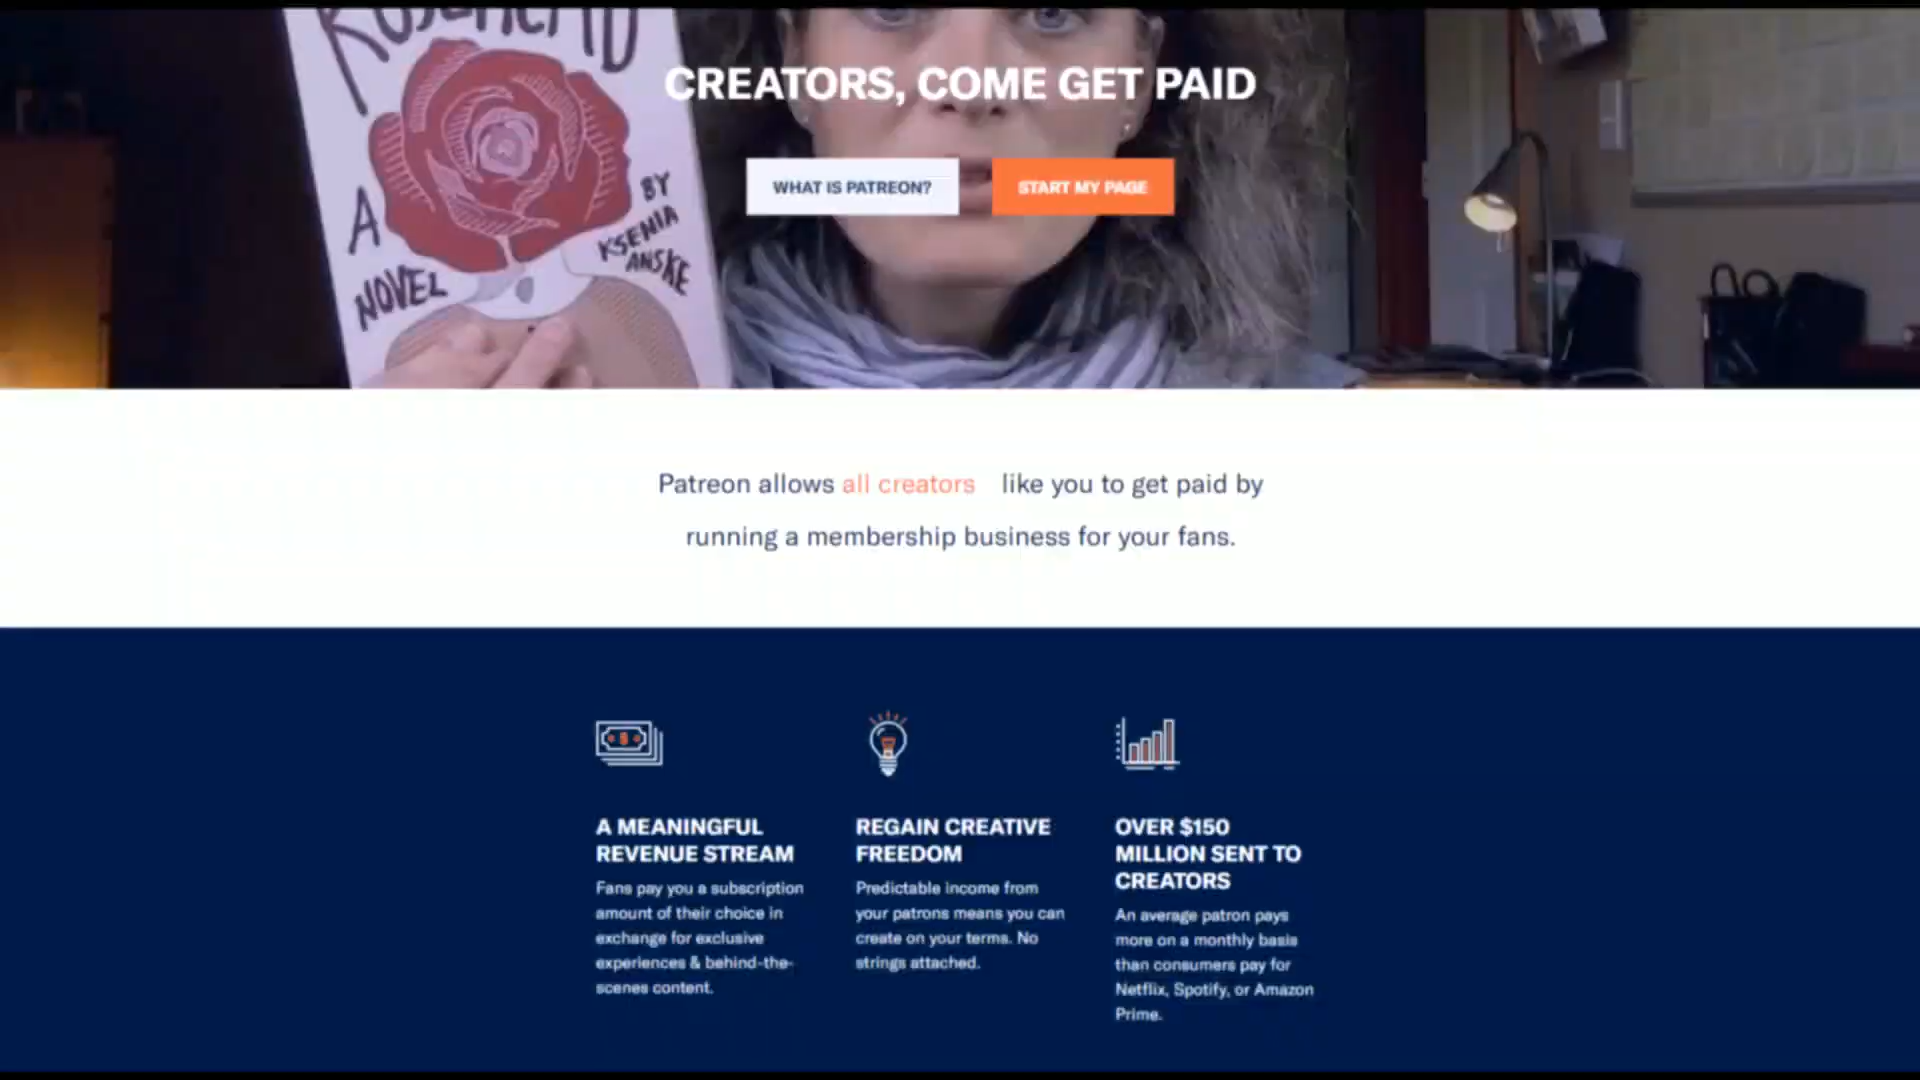 ROSEHEAD
A
NOVEL
BY
KSENIA
ANSKE
CREATORS, COME GET PAID
WHAT IS PATREON?
START MY PAGE
Patreon allows all creators like you to get paid by
running a membership business for your fans.
A MEANINGFUL
REVENUE STREAM
Fans pay you a subscription
amount of their choice in
exchange for exclusive
experiences & behind-the-
scenes content.
REGAIN CREATIVE
FREEDOM
Predictable income from
your patrons means you can
create on your terms. No
strings attached.
OVER $150
MILLION SENT TO
CREATORS
An average patron pays
more on a monthly basis
than consumers pay for
Netflix, Spotify, or Amazon
Prime.